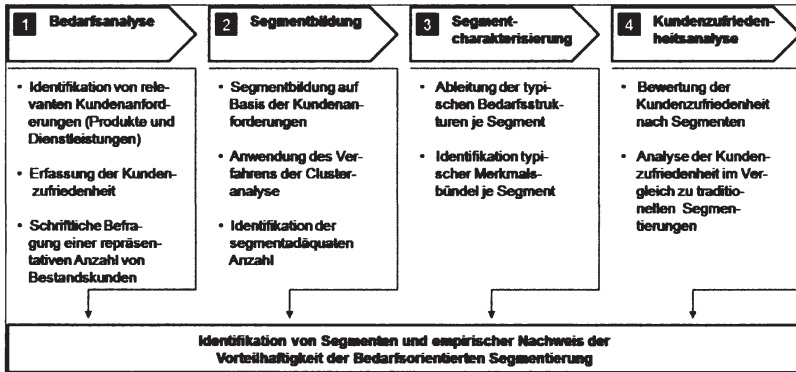 1 Bedarfsanalyse
• Identifikation von rele-
vanten Kundenanford-
erungen (Produkte und
Dienstleistungen)
• Erfassung der Kunden-
zufriedenheit
• Schriftliche Befra-
gung einer repräsen-
tativen Anzahl von
Bestandskunden
2 Segmentbildung
• Segmentbildung auf
Basis der Kundenan-
forderungen
• Anwendung des Ver-
fahrens der Cluster-
analyse
• Identifikation der
segmentadäquaten
Anzahl
3 Segment-
charakterisierung
• Ableitung der typi-
schen Bedarfsstruk-
turen je Segment
• Identifikation typi-
scher Merkmals-
bündel je Segment
4 Kundenzufrieden-
heitsanalyse
• Bewertung der
Kundenzufriedenheit
nach Segmenten
• Analyse der Kunden-
zufriedenheit im Ver-
gleich zu traditio-
nellen Segmen-
tierungen
Identifikation von Segmenten und empirischer Nachweis der
Vorteilhaftigkeit der Bedarfsorientierten Segmentierung